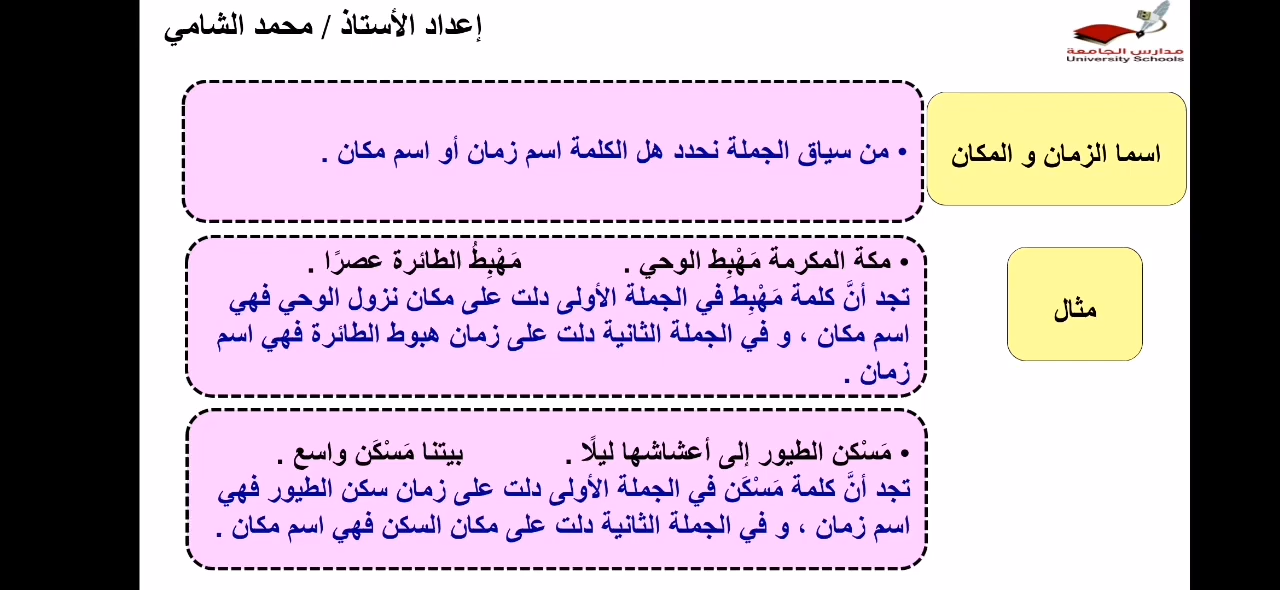 إعداد الأستاذ / محمد الشامي
مدارس الجامعة
University Schools
اسما الزمان و المكان
• من سياق الجملة نحدد هل الكلمة اسم زمان أو اسم مكان .
مثال
• مكة المكرمة مَهْبِط الوحي . مَهْبِطُ الطائرة عصرًا .
تجد أنَّ كلمة مَهْبِط في الجملة الأولى دلت على مكان نزول الوحي فهي
اسم مكان ، و في الجملة الثانية دلت على زمان هبوط الطائرة فهي اسم
زمان .
• مَسْكن الطيور إلى أعشاشها ليلًا . بيتنا مَسْكَن واسع .
تجد أنَّ كلمة مَسْكَن في الجملة الأولى دلت على زمان سكن الطيور فهي
اسم زمان ، و في الجملة الثانية دلت على مكان السكن فهي اسم مكان .